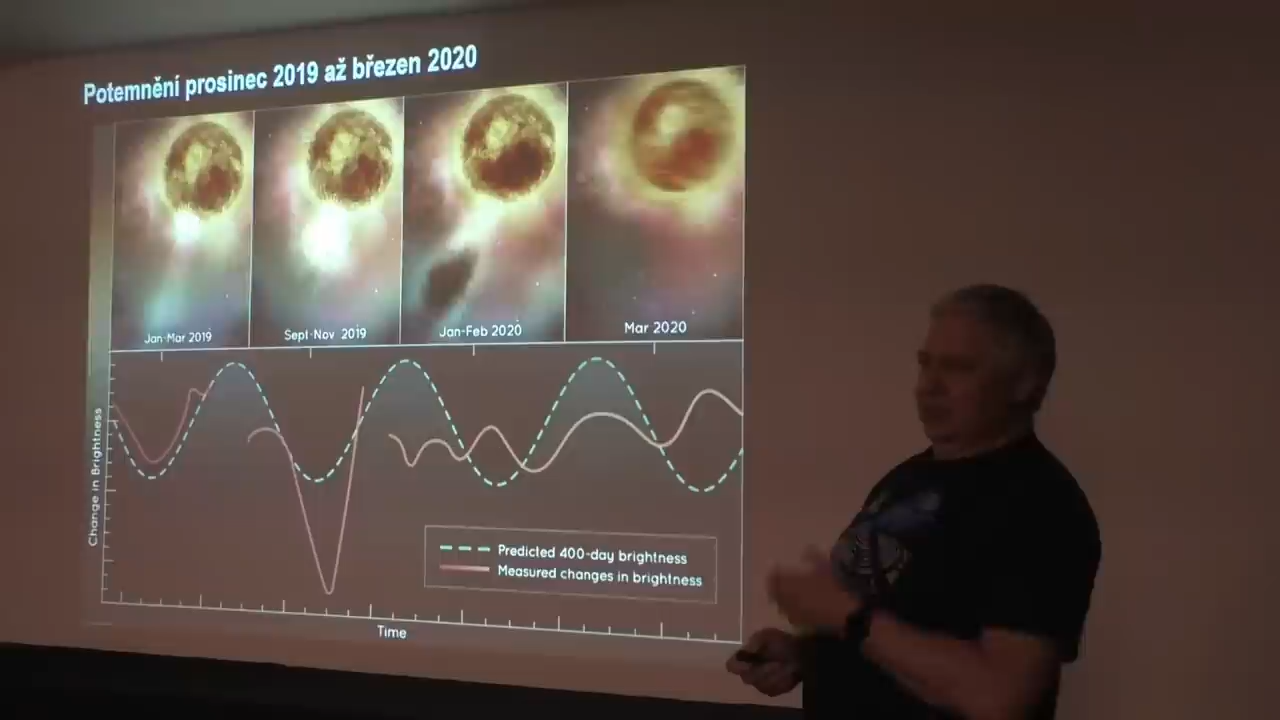 Potemnění prosinec 2019 až březen 2020
Jan-Mar 2019
Sept-Nov 2019
Jan-Feb 2020
Mar 2020
Change in Brightness
Predicted 400-day brightness
Measured changes in brightness
Time